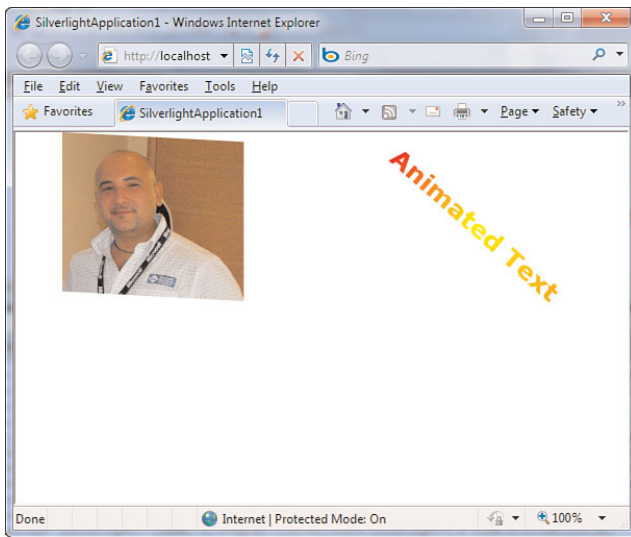 SilverlightApplication1 - Windows Internet Explorer
http://localhost
Bing
File Edit View Favorites Tools Help
Favorites SilverlightApplication1 Page Safety »
Animated Text
Done Internet | Protected Mode: On 100%